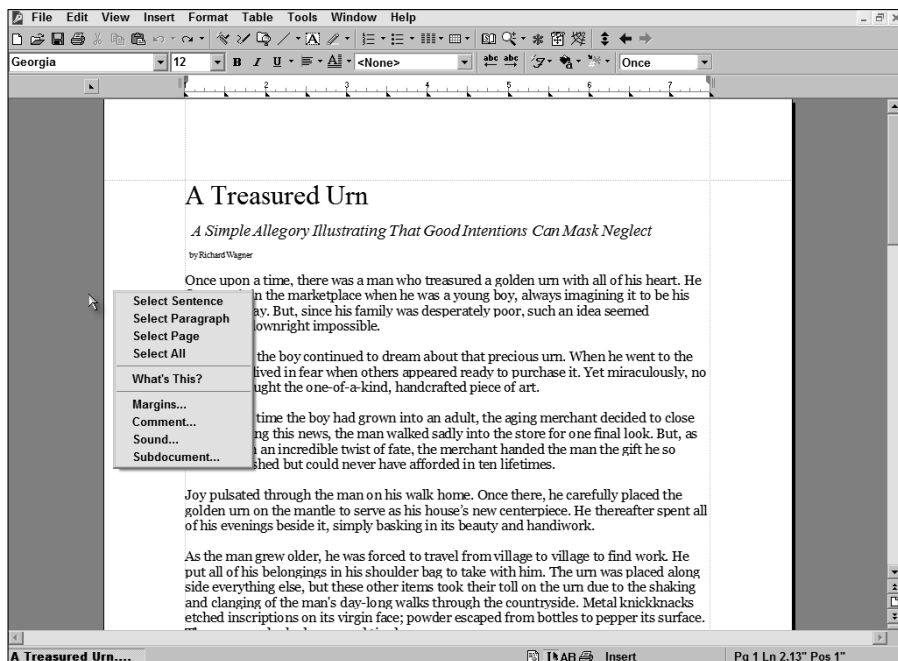 File Edit View Insert Format Table Tools Window Help
Georgia 12 B I U <None> abc abc Once
2 3 4 5 6 7
A Treasured Urn
A Simple Allegory Illustrating That Good Intentions Can Mask Neglect
by Richard Wagner
Once upon a time, there was a man who treasured a golden urn with all of his heart. He
in the marketplace when he was a young boy, always imagining it to be his
Select Sentence
Select Paragraph
Select Page
Select All
What's This?
Margins...
Comment...
Sound...
Subdocument...
But, since his family was desperately poor, such an idea seemed
downright impossible.
the boy continued to dream about that precious urn. When he went to the
lived in fear when others appeared ready to purchase it. Yet miraculously, no
the one-of-a-kind, handcrafted piece of art.
time the boy had grown into an adult, the aging merchant decided to close
this news, the man walked sadly into the store for one final look. But, as
an incredible twist of fate, the merchant handed the man the gift he so
but could never have afforded in ten lifetimes.
Joy pulsated through the man on his walk home. Once there, he carefully placed the
golden urn on the mantle to serve as his house's new centerpiece. He thereafter spent all
of his evenings beside it, simply basking in its beauty and handiwork.
As the man grew older, he was forced to travel from village to village to find work. He
put all of his belongings in his shoulder bag to take with him. The urn was placed along
side everything else, but these other items took their toll on the urn due to the shaking
and clanging of the man's day-long walks through the countryside. Metal knickknacks
etched inscriptions on its virgin face; powder escaped from bottles to pepper its surface.
A Treasured Urn.... AB Insert Pg 1 Ln 2.13" Pos 1"